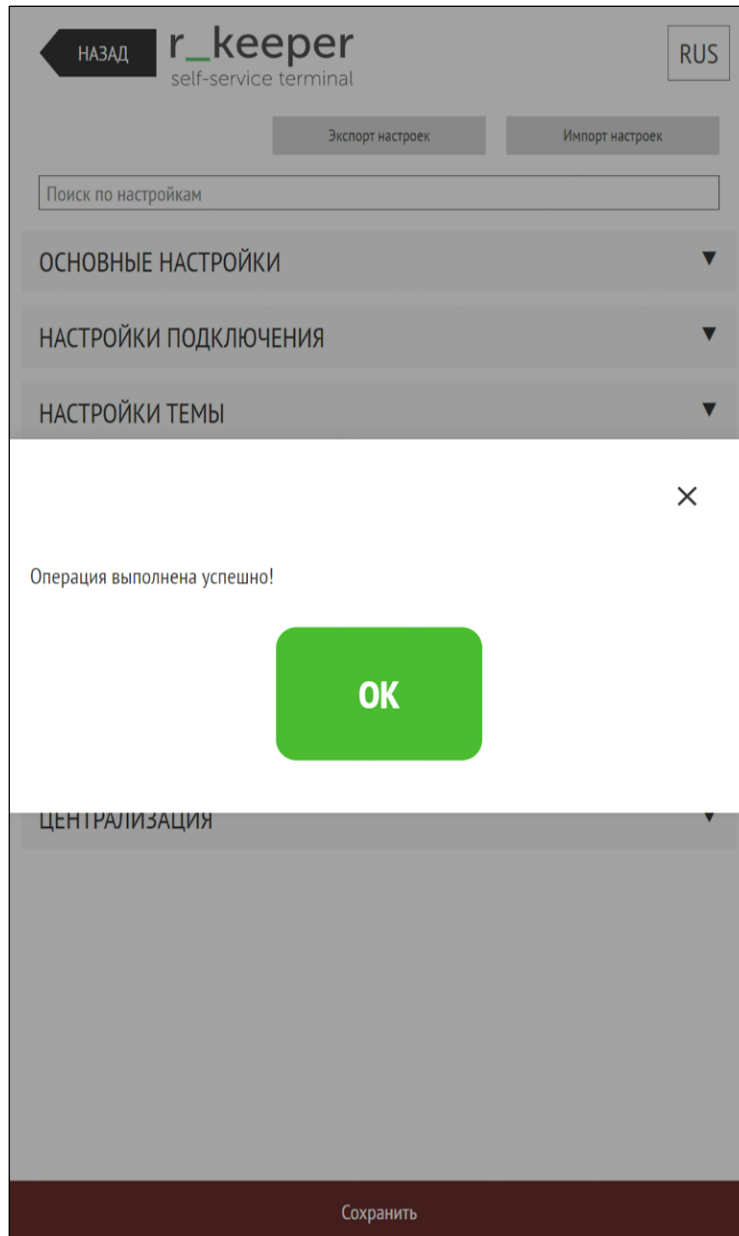 НАЗАД
r_keeper
self-service terminal
RUS
Экспорт настроек
Импорт настроек
Поиск по настройкам
ОСНОВНЫЕ НАСТРОЙКИ
НАСТРОЙКИ ПОДКЛЮЧЕНИЯ
НАСТРОЙКИ ТЕМЫ
Операция выполнена успешно!
ОК
ЦЕНТРАЛИЗАЦИЯ
Сохранить